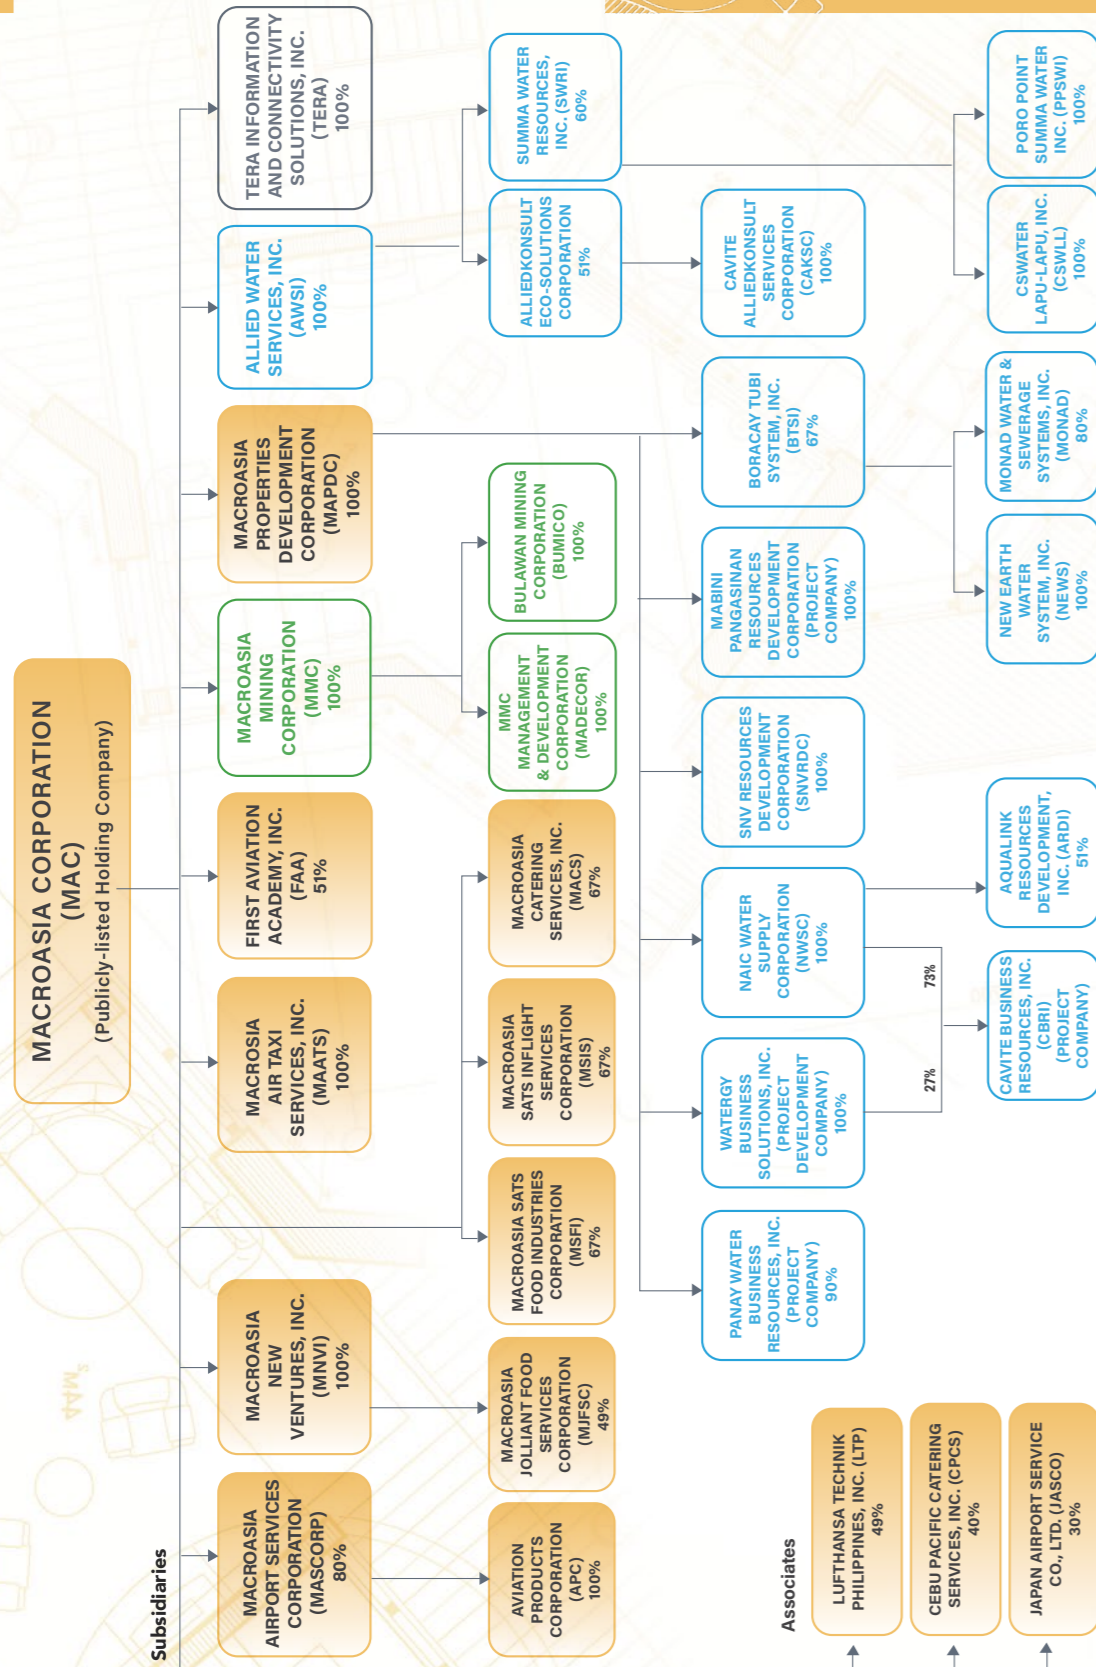 MACROASIA CORPORATION
(MAC)
(Publicly-listed Holding Company)
Subsidiaries
MACROASIA
AIRPORT SERVICES
CORPORATION
(MASCORP)
80%
MACROASIA
NEW
VENTURES, INC.
(MNVI)
100%
MACROSIA
AIR TAXI
SERVICES, INC.
(MAATS)
100%
FIRST AVIATION
ACADEMY, INC.
(FAA)
51%
MACROASIA
MINING
CORPORATION
(MMC)
100%
MACROASIA
PROPERTIES
DEVELOPMENT
CORPORATION
(MAPDC)
100%
ALLIED WATER
SERVICES, INC.
(AWSI)
100%
TERA INFORMATION
AND CONNECTIVITY
SOLUTIONS, INC.
(TERA)
100%
AVIATION
PRODUCTS
CORPORATION
(APC)
100%
MACROASIA
JOLLIANT FOOD
SERVICES
CORPORATION
(MJFSC)
49%
MACROASIA SATS
FOOD INDUSTRIES
CORPORATION
(MSFI)
67%
MACROASIA
SATS INFLIGHT
SERVICES
CORPORATION
(MSIS)
67%
MACROASIA
CATERING
SERVICES, INC.
(MACS)
67%
MMC
MANAGEMENT
& DEVELOPMENT
CORPORATION
(MADECOR)
100%
BULAWAN MINING
CORPORATION
(BUMICO)
100%
ALLIEDKONSULT
ECO-SOLUTIONS
CORPORATION
51%
SUMMA WATER
RESOURCES,
INC. (SWRI)
60%
PANAY WATER
BUSINESS
RESOURCES, INC.
(PROJECT
COMPANY)
90%
WATERGY
BUSINESS
SOLUTIONS, INC.
(PROJECT
DEVELOPMENT
COMPANY)
100%
NAIC WATER
SUPPLY
CORPORATION
(NWSC)
100%
SNV RESOURCES
DEVELOPMENT
CORPORATION
(SNVRDC)
100%
MABINI
PANGASINAN
RESOURCES
DEVELOPMENT
CORPORATION
(PROJECT
COMPANY)
100%
BORACAY TUBI
SYSTEM, INC.
(BTSI)
67%
CAVITE
ALLIEDKONSULT
SERVICES
CORPORATION
(CAKSC)
100%
27%
73%
CAVITE BUSINESS
RESOURCES, INC.
(CBRI)
(PROJECT
COMPANY)
AQUALINK
RESOURCES
DEVELOPMENT,
INC. (ARDI)
51%
NEW EARTH
WATER
SYSTEM, INC.
(NEWS)
100%
MONAD WATER &
SEWERAGE
SYSTEMS, INC.
(MONAD)
80%
CSWATER
LAPU-LAPU, INC.
(CSWLL)
100%
PORO POINT
SUMMA WATER
INC. (PPSWI)
100%
Associates
LUFTHANSA TECHNIK
PHILIPPINES, INC. (LTP)
49%
CEBU PACIFIC CATERING
SERVICES, INC. (CPCS)
40%
JAPAN AIRPORT SERVICE
CO., LTD. (JASCO)
30%